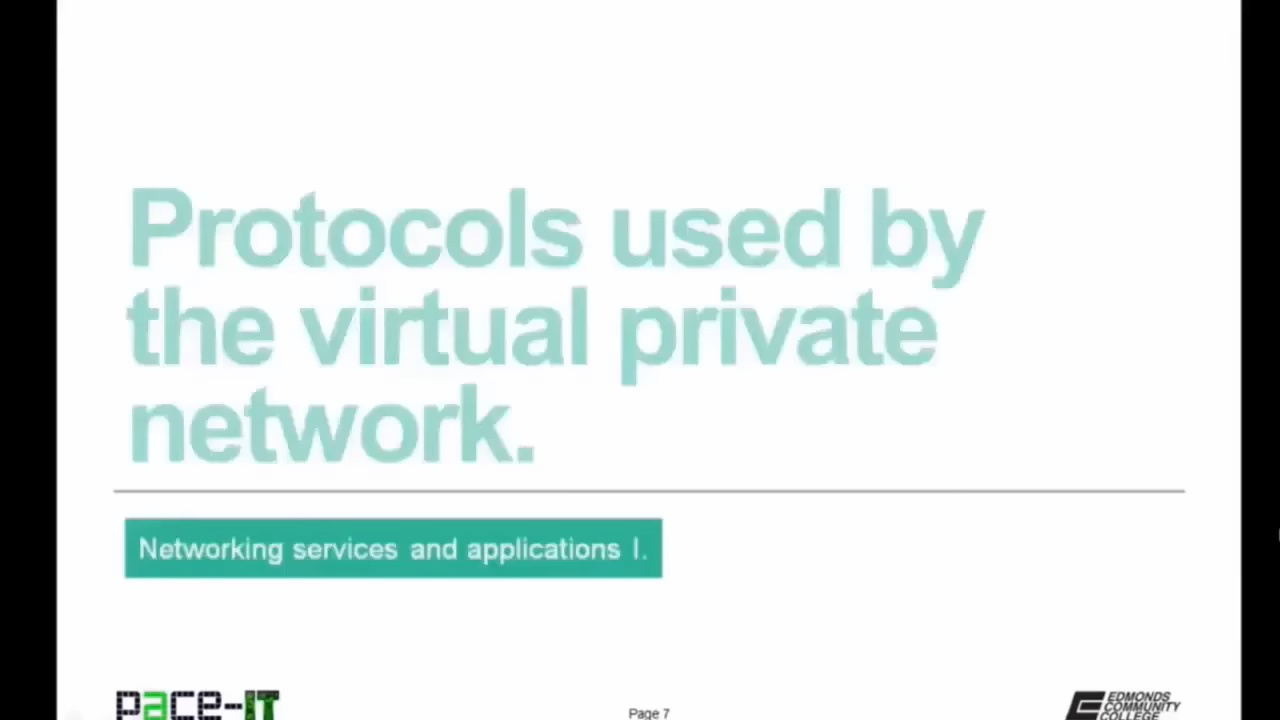 Protocols used by
the virtual private
network.
Networking services and applications I.
pace-IT
Page 7
EDMONDS
COMMUNITY
COLLEGE